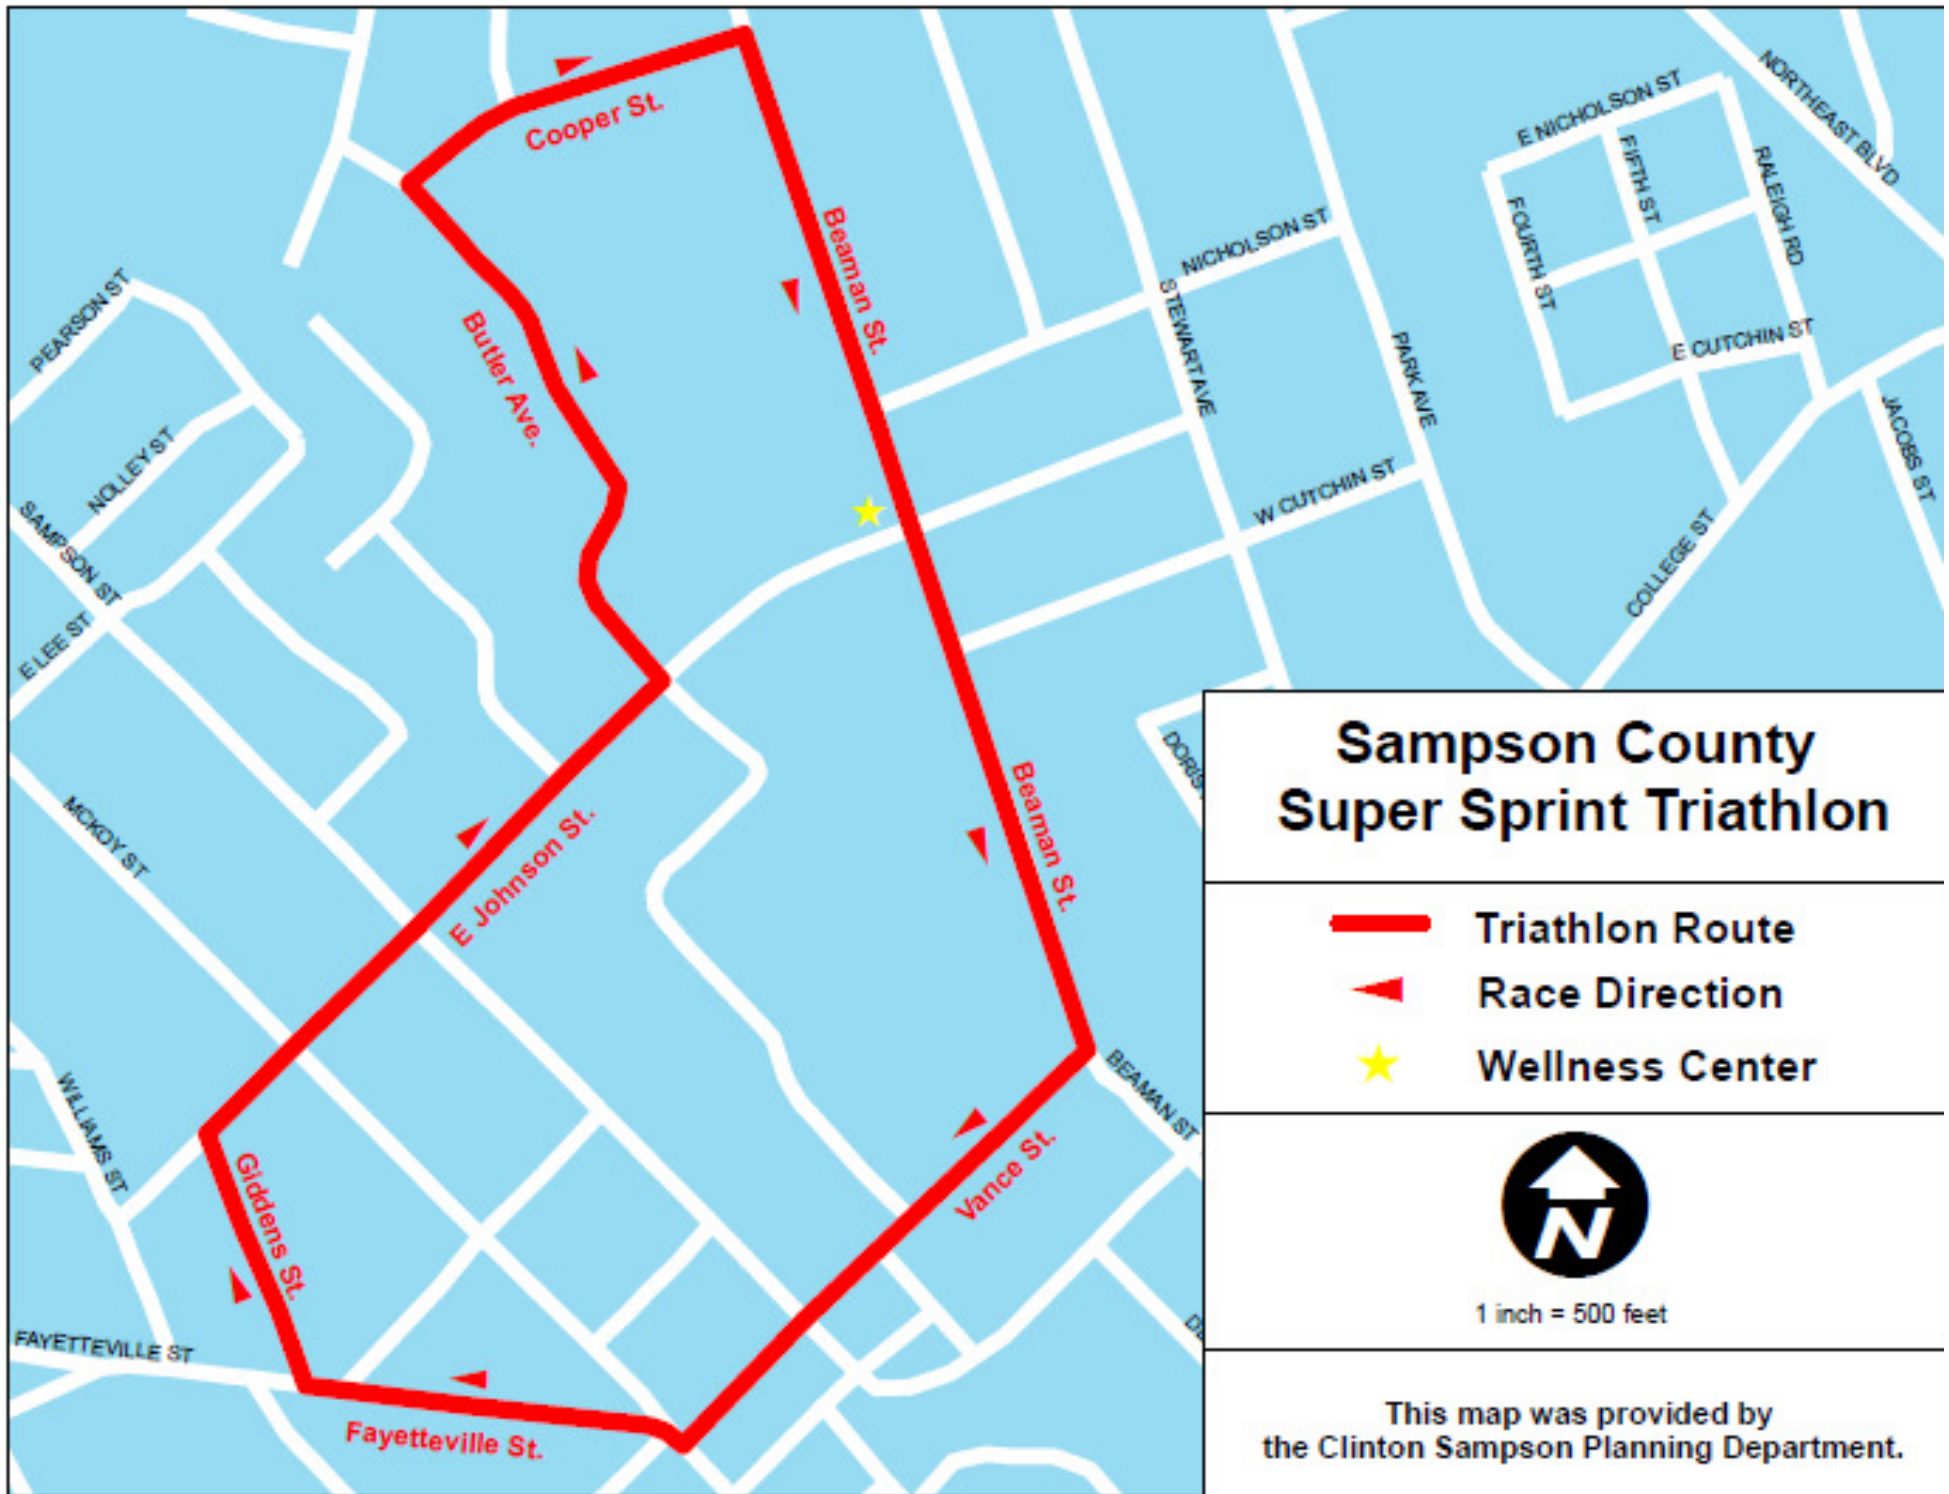 Cooper St.
E NICHOLSON ST
NORTHEAST BLVD
FIFTH ST
RALEIGH RD
FOURTH ST
Beaman St.
NICHOLSON ST
PEARSON ST
Butler Ave.
STEWART AVE
PARK AVE
E CUTCHIN ST
JACOBS ST
NOLLEY ST
W CUTCHIN ST
SAMPSON ST
COLLEGE ST
E LEE ST
Sampson County
Super Sprint Triathlon
MCKOY ST
E Johnson St.
Beaman St.
Triathlon Route
Race Direction
Wellness Center
BEAMAN ST
WILLIAMS ST
Giddens St.
Vance St.
N
1 inch = 500 feet
FAYETTEVILLE ST
Fayetteville St.
This map was provided by
the Clinton Sampson Planning Department.